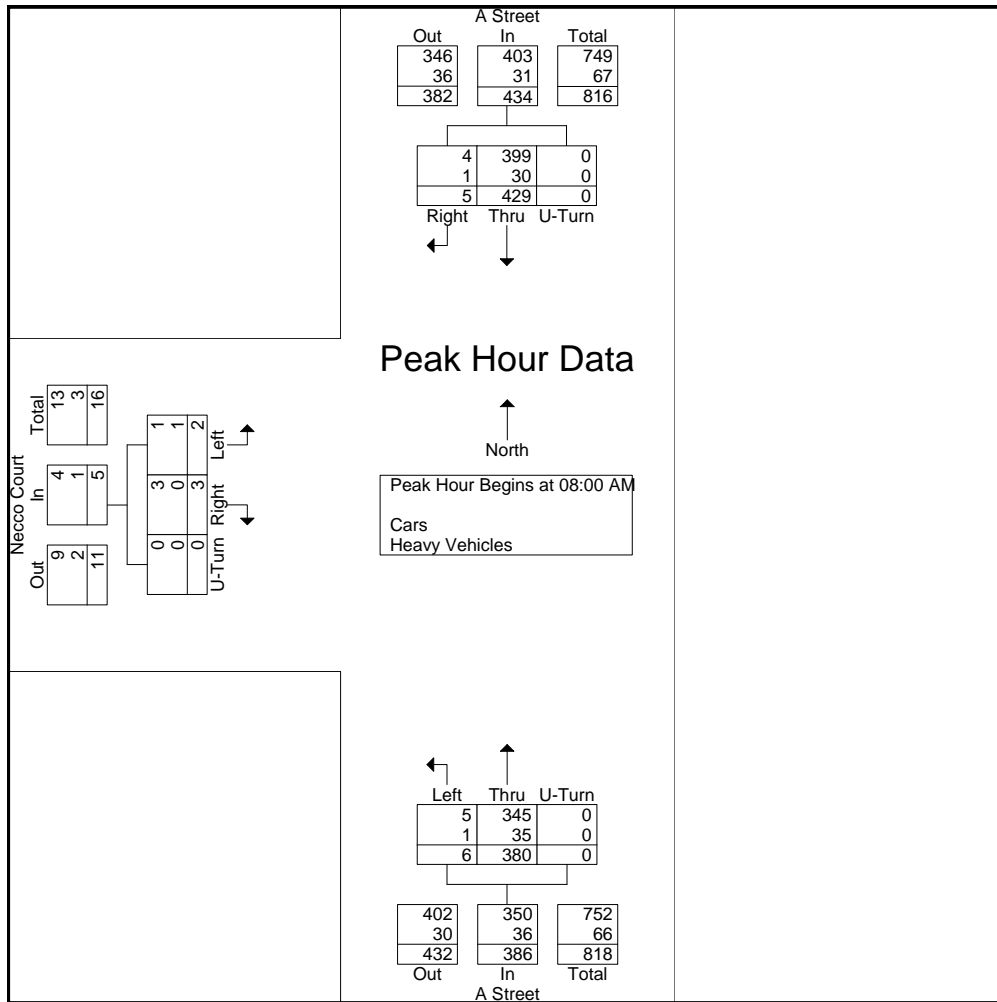 A Street
Out In Total
346 403 749
36 31 67
382 434 816
4 399 0
1 30 0
5 429 0
Right Thru U-Turn
Peak Hour Data
North
Peak Hour Begins at 08:00 AM
Cars
Heavy Vehicles
Necco Court
Out In Total
9 4 13
2 1 3
11 5 16
0 3 1
0 0 1
0 3 2
U-Turn Right Left
Left Thru U-Turn
5 345 0
1 35 0
6 380 0
402 350 752
30 36 66
432 386 818
Out In Total
A Street